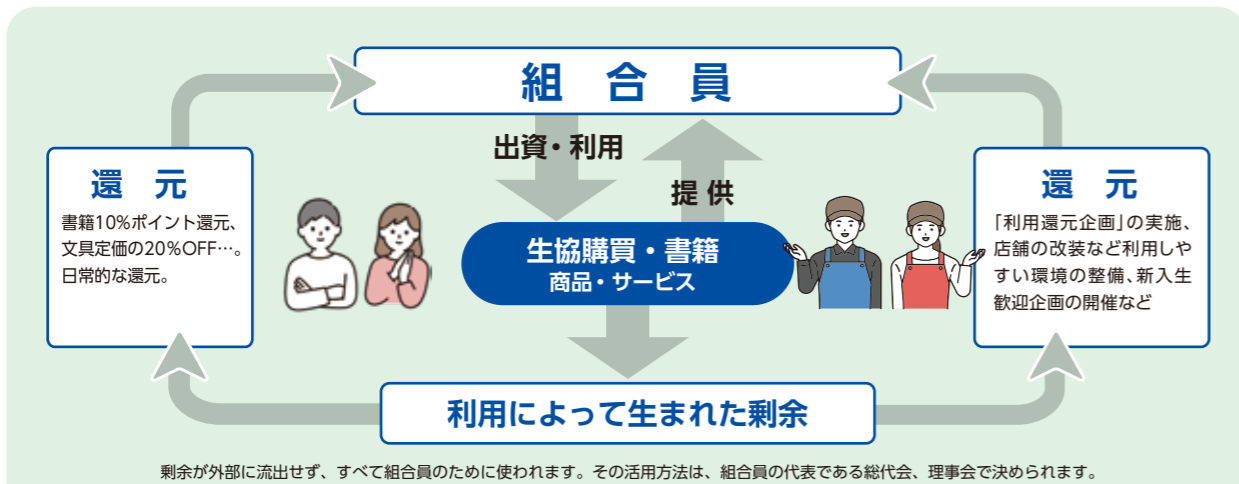 組 合 員
出資・利用
提 供
還 元
書籍10%ポイント還元、
文具定価の20%OFF…。
日常的な還元。
生協購買・書籍
商品・サービス
還 元
「利用還元企画」の実施、
店舗の改装など利用しや
すい環境の整備、新入生
歓迎企画の開催など
利用によって生まれた剰余
剰余が外部に流出せず、すべて組合員のために使われます。その活用方法は、組合員の代表である総代会、理事会で決められます。